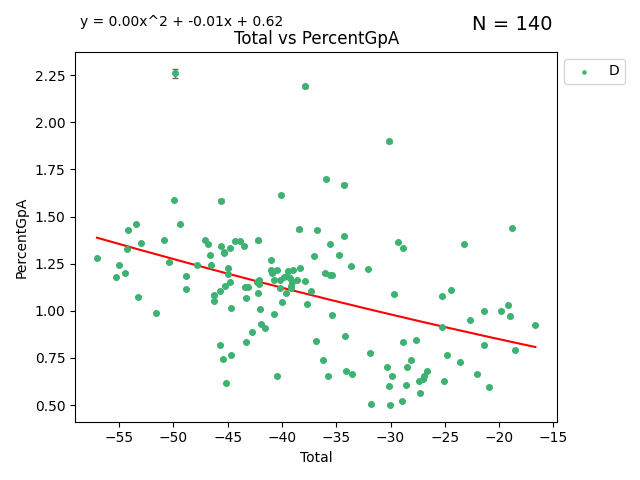 y = 0.00x^2 + -0.01x + 0.62
N = 140
Total vs PercentGpA
D
PercentGpA
2.25
2.00
1.75
1.50
1.25
1.00
0.75
0.50
−55 −50 −45 −40 −35 −30 −25 −20 −15
Total